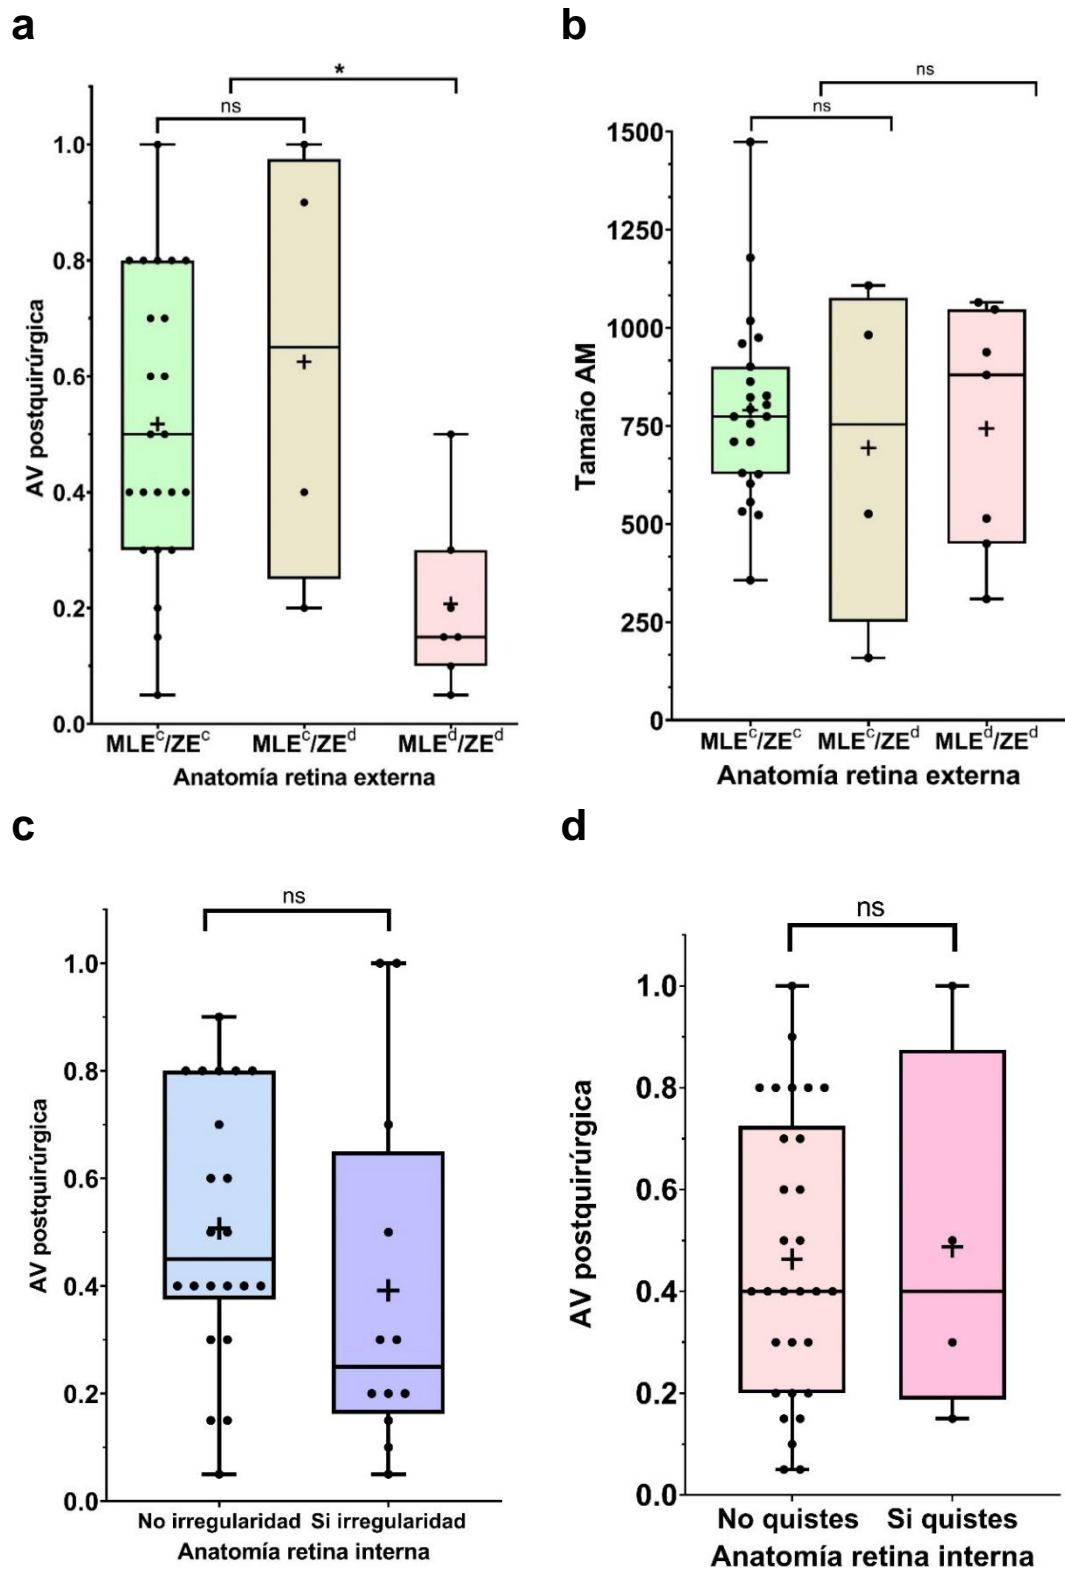 a
*
ns
1.0
0.8
0.6
0.4
0.2
0.0
AV postquirúrgica
MLEᶜ/ZEᶜ MLEᶜ/ZEᵈ MLEᵈ/ZEᵈ
Anatomía retina externa
b
ns
ns
1500
1250
1000
750
500
250
0
Tamaño AM
MLEᶜ/ZEᶜ MLEᶜ/ZEᵈ MLEᵈ/ZEᵈ
Anatomía retina externa
c
ns
1.0
0.8
0.6
0.4
0.2
0.0
AV postquirúrgica
No irregularidad Si irregularidad
Anatomía retina interna
d
ns
1.0
0.8
0.6
0.4
0.2
0.0
AV postquirúrgica
No quistes Si quistes
Anatomía retina interna